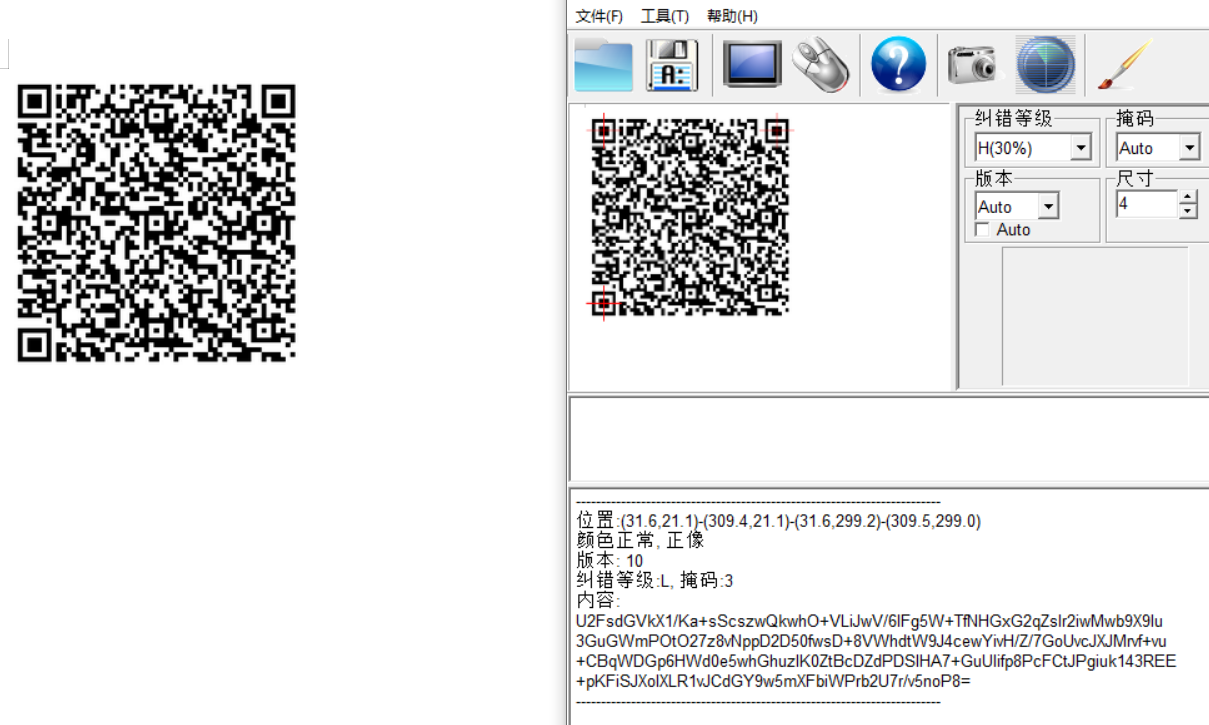 文件(F) 工具(T) 帮助(H)
A:
纠错等级
掩码
H(30%)
Auto
版本
尺寸
Auto
4
Auto
位置:(31.6,21.1)-(309.4,21.1)-(31.6,299.2)-(309.5,299.0)
颜色正常, 正像
版本: 10
纠错等级:L, 掩码:3
内容:
U2FsdGVkX1/Ka+sScszwQkwhO+VLiJwV/6lFg5W+TfNHGxG2qZslr2iwMwb9X9Iu
3GuGWmPOtO27z8vNppD2D50fwsD+8VWhdtW9J4cewYivH/Z/7GoUvcJXJMrvf+vu
+CBqWDGp6HWd0e5whGhuzlK0ZtBcDZdPDSIHA7+GuUlifp8PcFCtJPgiuk143REE
+pKFiSJXolXLR1vJCdGY9w5mXFbiWPrb2U7r/v5noP8=